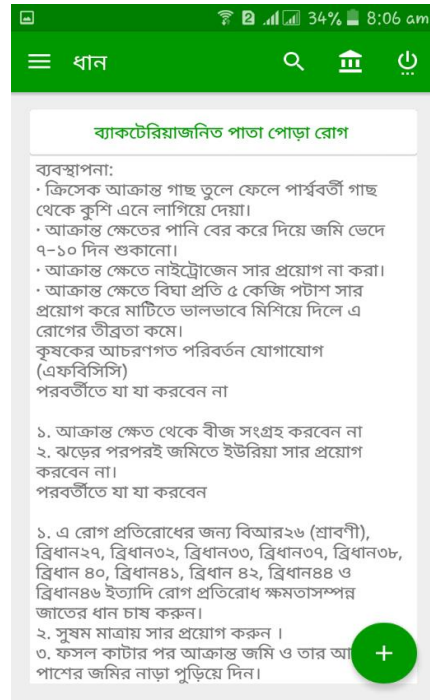 34% 8:06 am
ধান
ব্যাকটেরিয়াজনিত পাতা পোড়া রোগ
ব্যবস্থাপনা:
· ক্রিসেক আক্রান্ত গাছ তুলে ফেলে পার্শ্ববর্তী গাছ
থেকে কুশি এনে লাগিয়ে দেয়া।
· আক্রান্ত ক্ষেতের পানি বের করে দিয়ে জমি ভেদে
৭-১০ দিন শুকানো।
· আক্রান্ত ক্ষেতে নাইট্রোজেন সার প্রয়োগ না করা।
· আক্রান্ত ক্ষেতে বিঘা প্রতি ৫ কেজি পটাশ সার
প্রয়োগ করে মাটিতে ভালভাবে মিশিয়ে দিলে এ
রোগের তীব্রতা কমে।
কৃষকের আচরণগত পরিবর্তন যোগাযোগ
(এফবিসিসি)
পরবর্তীতে যা যা করবেন না
১. আক্রান্ত ক্ষেত থেকে বীজ সংগ্রহ করবেন না
২. ঝড়ের পরপরই জমিতে ইউরিয়া সার প্রয়োগ
করবেন না।
পরবর্তীতে যা যা করবেন
১. এ রোগ প্রতিরোধের জন্য বিআর২৬ (শ্রাবণী),
ব্রিধান২৭, ব্রিধান৩২, ব্রিধান৩৩, ব্রিধান৩৭, ব্রিধান৩৮,
ব্রিধান ৪০, ব্রিধান৪১, ব্রিধান ৪২, ব্রিধান৪৪ ও
ব্রিধান৪৬ ইত্যাদি রোগ প্রতিরোধ ক্ষমতাসম্পন্ন
জাতের ধান চাষ করুন।
২. সুষম মাত্রায় সার প্রয়োগ করুন ।
৩. ফসল কাটার পর আক্রান্ত জমি ও তার
পাশের জমির নাড়া পুড়িয়ে দিন।